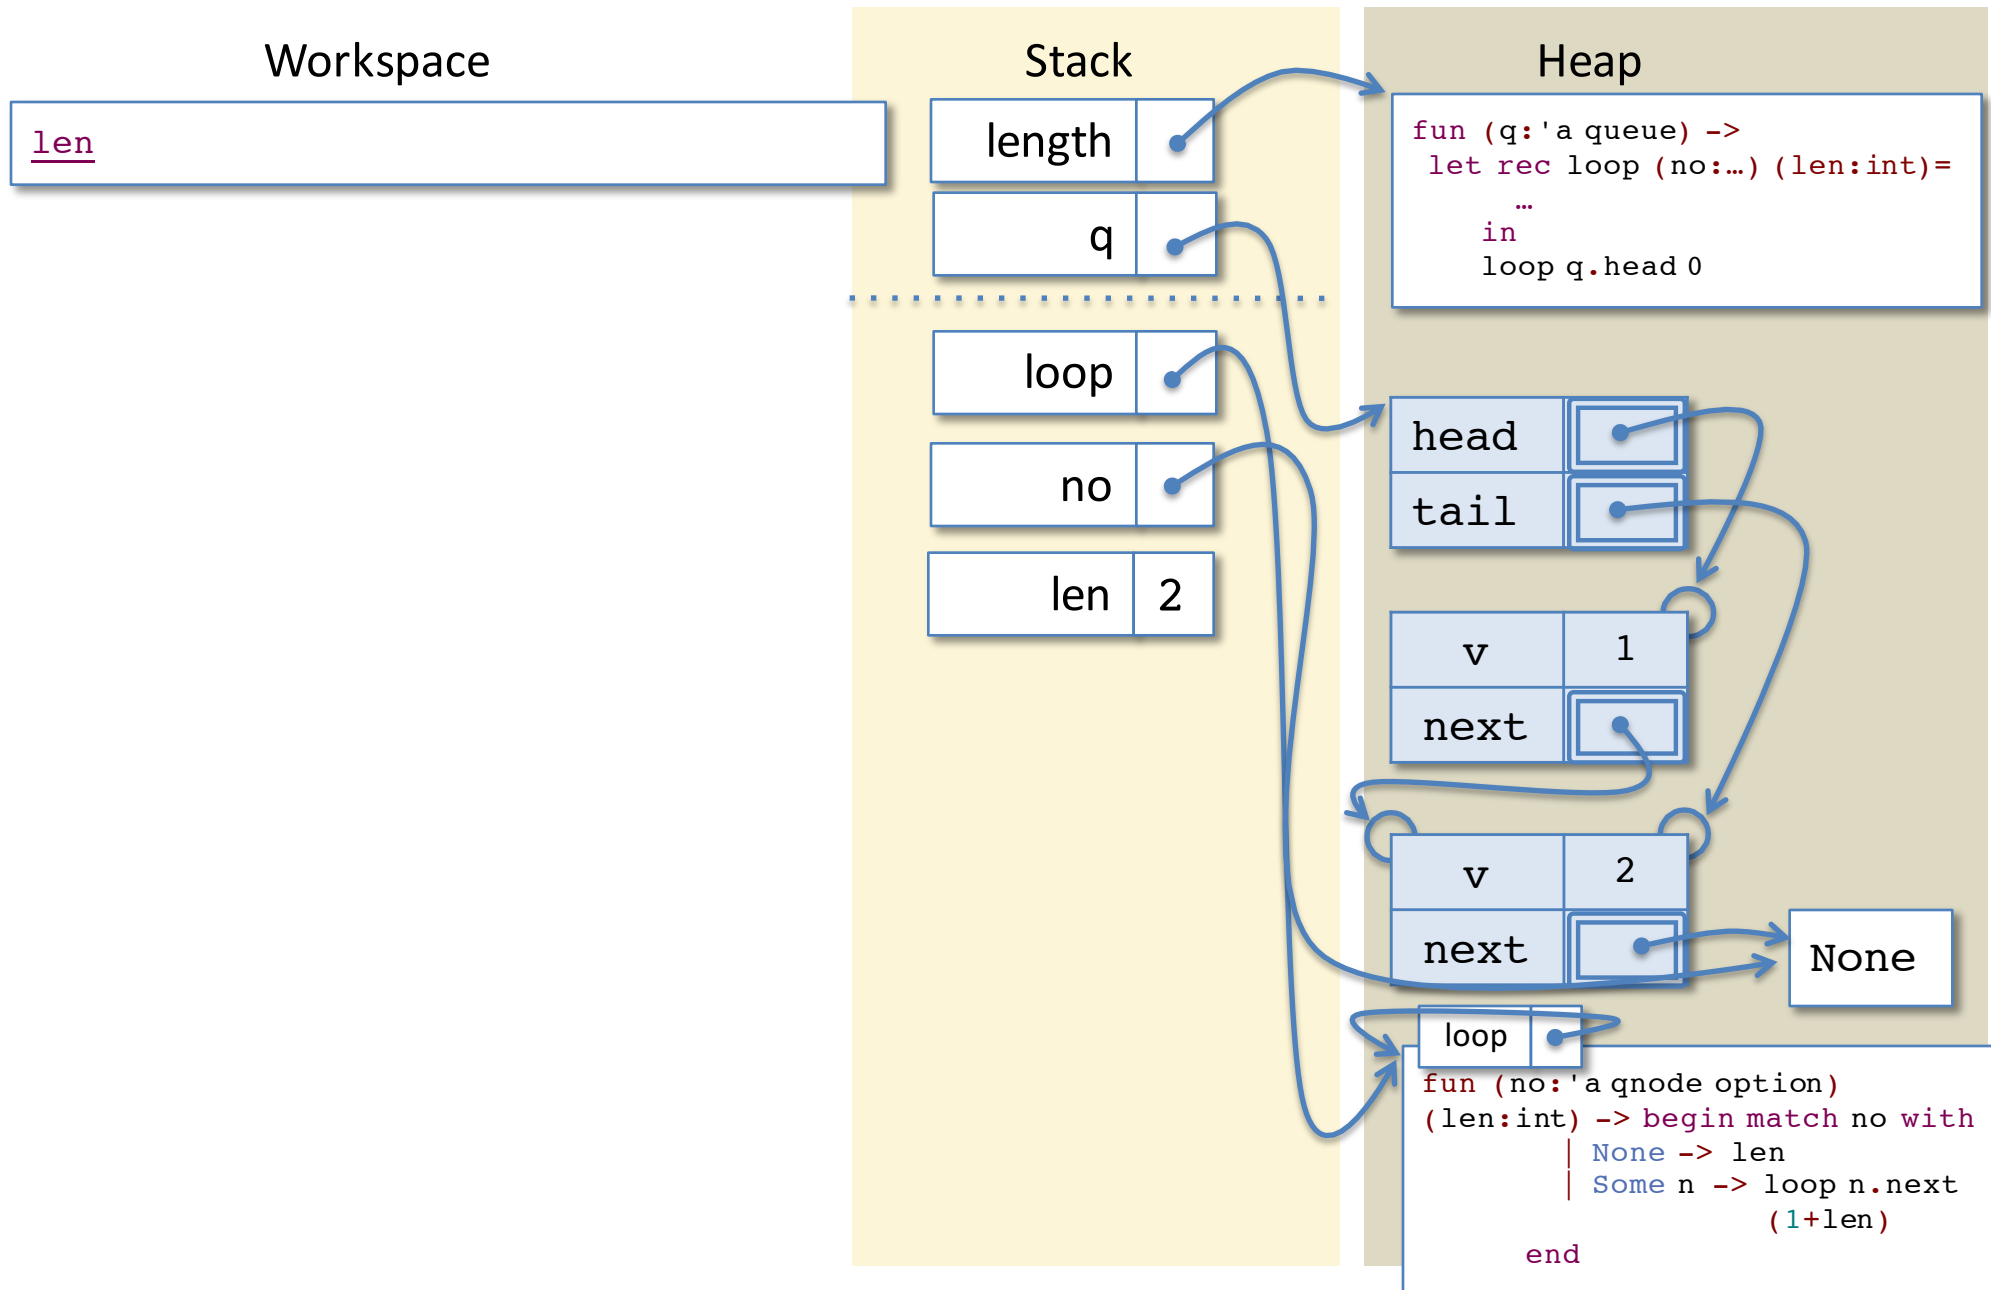 Workspace
len
Stack
length
q
loop
no
len 2
Heap
fun (q:'a queue) ->
let rec loop (no:…) (len:int)=
…
in
loop q.head 0
head
tail
v 1
next
v 2
next
None
loop
fun (no:'a qnode option)
(len:int) -> begin match no with
| None -> len
| Some n -> loop n.next
(1+len)
end